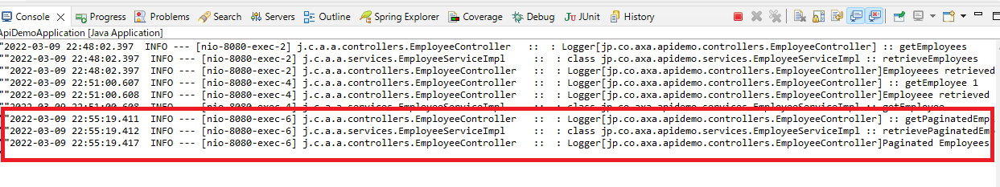 Console Progress Problems Search Servers Outline Spring Explorer Coverage Debug JUnit History
ApiDemoApplication [Java Application]
"2022-03-09 22:48:02.397 INFO --- [nio-8080-exec-2] j.c.a.a.controllers.EmployeeController :: : Logger[jp.co.axa.apidemo.controllers.EmployeeController] :: getEmployees
""2022-03-09 22:48:02.397 INFO --- [nio-8080-exec-2] j.c.a.a.services.EmployeeServiceImpl :: : class jp.co.axa.apidemo.services.EmployeeServiceImpl :: retrieveEmployees
""2022-03-09 22:48:02.397 INFO --- [nio-8080-exec-2] j.c.a.a.controllers.EmployeeController :: : Logger[jp.co.axa.apidemo.controllers.EmployeeController]Employeees retrieved
""2022-03-09 22:51:00.607 INFO --- [nio-8080-exec-4] j.c.a.a.controllers.EmployeeController :: : Logger[jp.co.axa.apidemo.controllers.EmployeeController] :: getEmployee 1
""2022-03-09 22:51:00.608 INFO --- [nio-8080-exec-4] j.c.a.a.controllers.EmployeeController :: : Logger[jp.co.axa.apidemo.controllers.EmployeeController]Employeee retrieved
""2022-03-09 22:51:00.608 INFO --- [nio-8080-exec-4] j.c.a.a.services.EmployeeServiceImpl :: : class jp.co.axa.apidemo.services.EmployeeServiceImpl :: getEmployee
""2022-03-09 22:55:19.411 INFO --- [nio-8080-exec-6] j.c.a.a.controllers.EmployeeController :: : Logger[jp.co.axa.apidemo.controllers.EmployeeController] :: getPaginatedEmp
""2022-03-09 22:55:19.412 INFO --- [nio-8080-exec-6] j.c.a.a.services.EmployeeServiceImpl :: : class jp.co.axa.apidemo.services.EmployeeServiceImpl :: retrievePaginatedEmp
""2022-03-09 22:55:19.417 INFO --- [nio-8080-exec-6] j.c.a.a.controllers.EmployeeController :: : Logger[jp.co.axa.apidemo.controllers.EmployeeController]Paginated Employees